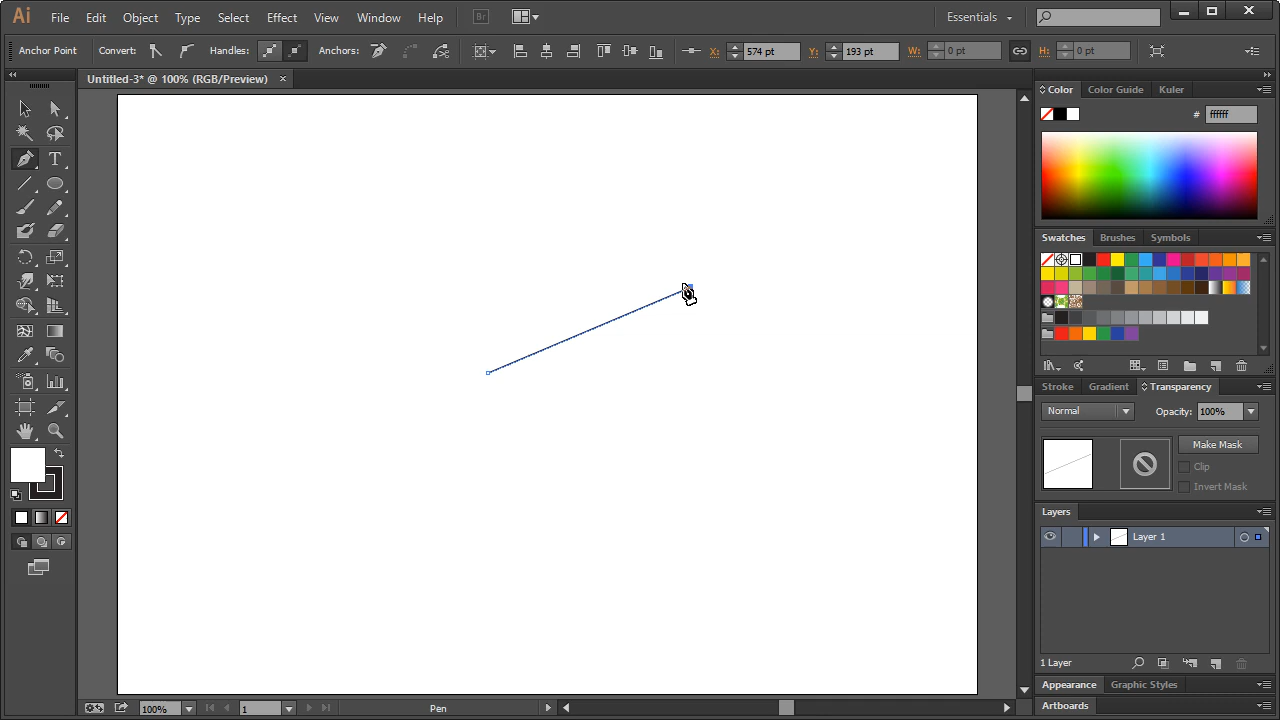 Ai File Edit Object Type Select Effect View Window Help Br Essentials
Anchor Point Convert: Handles: Anchors: X: 574 pt Y: 193 pt W: 0 pt H: 0 pt
Untitled-3* @ 100% (RGB/Preview)
Color Color Guide Kuler
# ffffff
Swatches Brushes Symbols
Stroke Gradient Transparency
Normal Opacity: 100%
Make Mask
Clip
Invert Mask
Layers
Layer 1
1 Layer
Appearance Graphic Styles
Artboards
100% 1 Pen